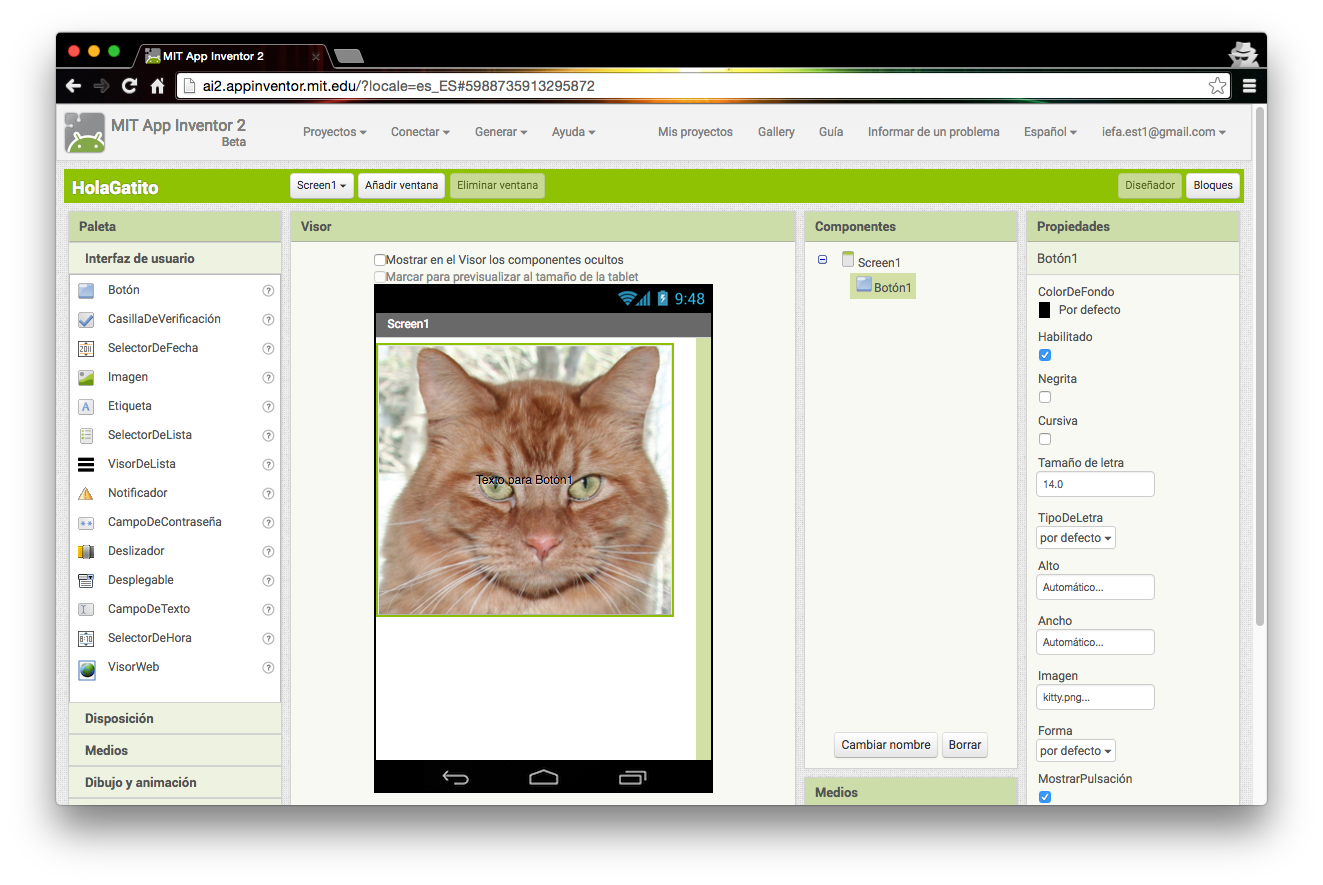 MIT App Inventor 2
ai2.appinventor.mit.edu/?locale=es_ES#5988735913295872
MIT App Inventor 2
Beta
Proyectos Conectar Generar Ayuda Mis proyectos Gallery Guía Informar de un problema Español iefa.est1@gmail.com
HolaGatito Screen1 Añadir ventana Eliminar ventana Diseñador Bloques
Paleta
Interfaz de usuario
Botón ?
CasillaDeVerificación ?
SelectorDeFecha ?
Imagen ?
Etiqueta ?
SelectorDeLista ?
VisorDeLista ?
Notificador ?
CampoDeContraseña ?
Deslizador ?
Desplegable ?
CampoDeTexto ?
SelectorDeHora ?
VisorWeb ?
Disposición
Medios
Dibujo y animación
Visor
Mostrar en el Visor los componentes ocultos
Marcar para previsualizar al tamaño de la tablet
9:48
Screen1
Texto para Botón1
Componentes
Screen1
Botón1
Cambiar nombre Borrar
Medios
Propiedades
Botón1
ColorDeFondo
Por defecto
Habilitado
Negrita
Cursiva
Tamaño de letra
14.0
TipoDeLetra
por defecto
Alto
Automático...
Ancho
Automático...
Imagen
kitty.png...
Forma
por defecto
MostrarPulsación